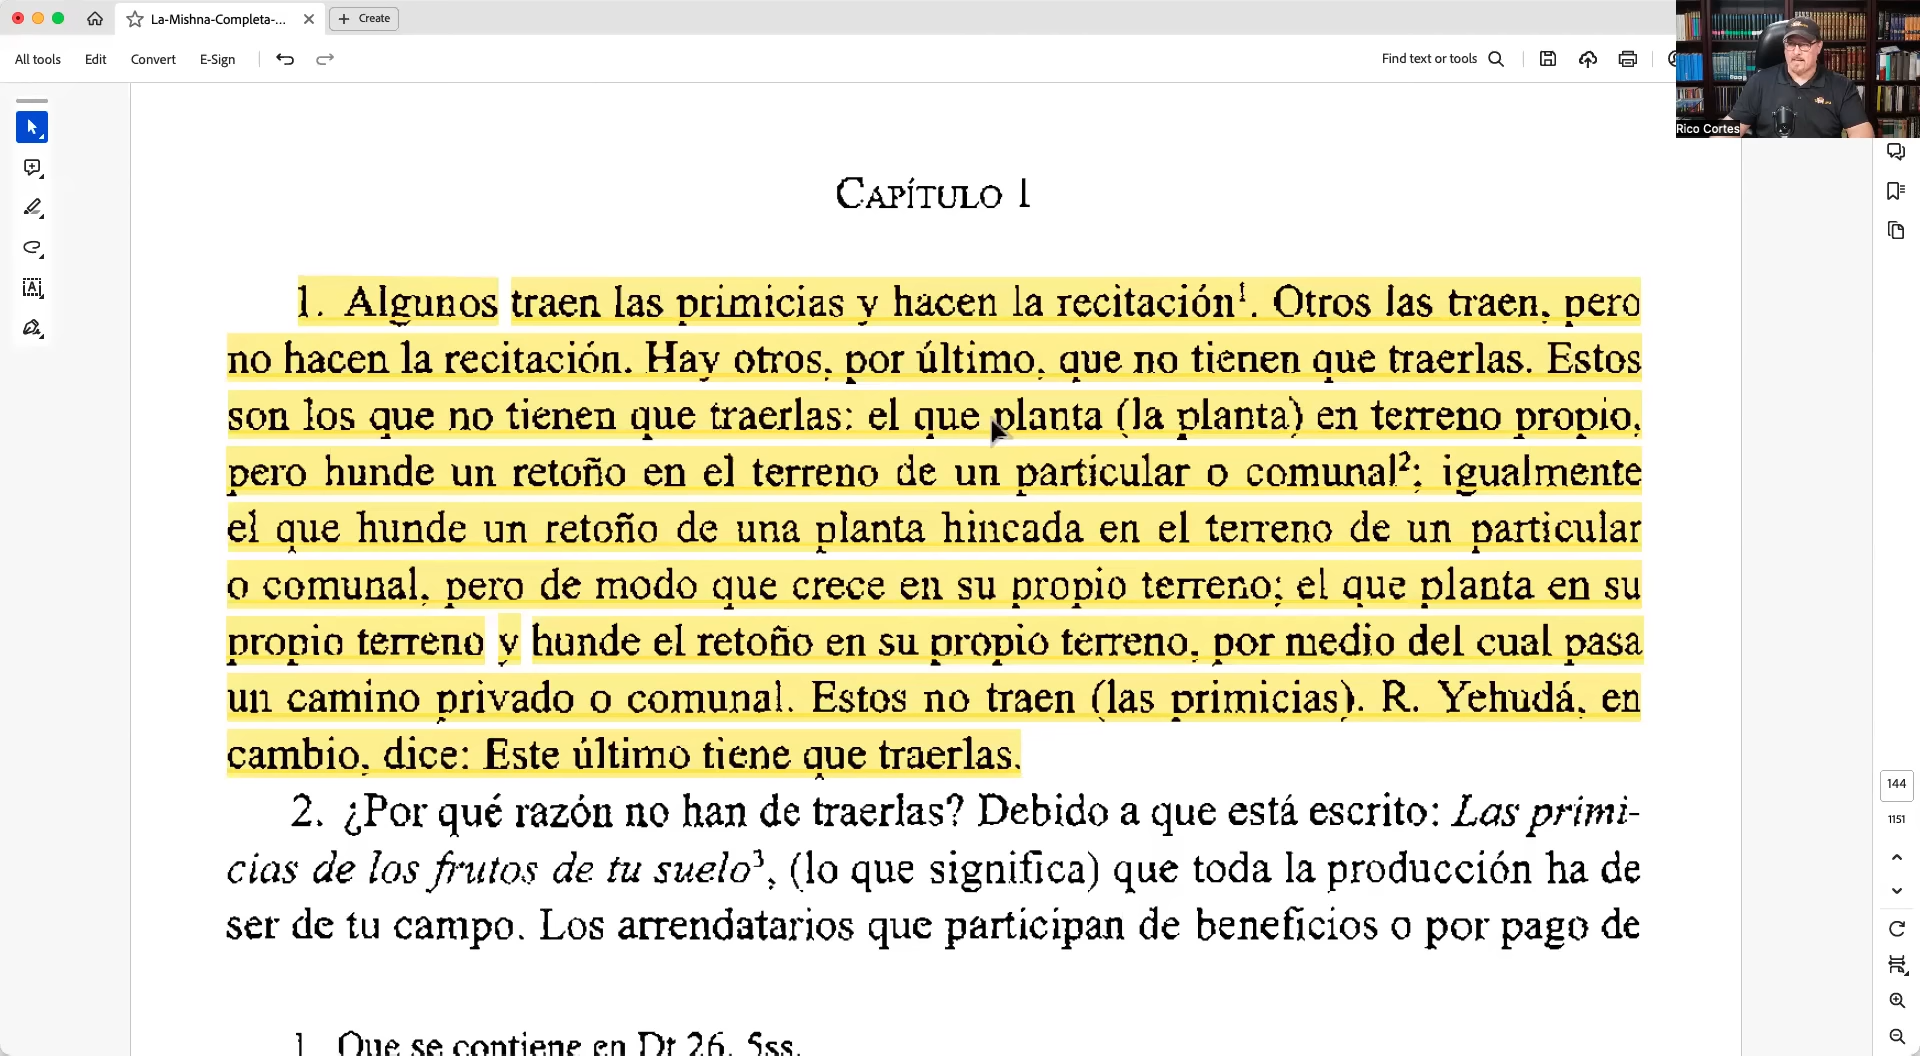 La-Mishna-Completa-...
Create
All tools
Edit
Convert
E-Sign
Find text or tools
Rico Cortes
CAPÍTULO 1
1. Algunos traen las primicias y hacen la recitación¹. Otros las traen, pero
no hacen la recitación. Hay otros, por último, que no tienen que traerlas. Estos
son los que no tienen que traerlas: el que planta (la planta) en terreno propio,
pero hunde un retoño en el terreno de un particular o comunal²; igualmente
el que hunde un retoño de una planta hincada en el terreno de un particular
o comunal, pero de modo que crece en su propio terreno; el que planta en su
propio terreno y hunde el retoño en su propio terreno, por medio del cual pasa
un camino privado o comunal. Estos no traen (las primicias). R. Yehudá, en
cambio, dice: Este último tiene que traerlas.
2. ¿Por qué razón no han de traerlas? Debido a que está escrito: Las primi-
cias de los frutos de tu suelo³, (lo que significa) que toda la producción ha de
ser de tu campo. Los arrendatarios que participan de beneficios o por pago de
1 Que se contiene en Dt 26, 5ss.
144
1151